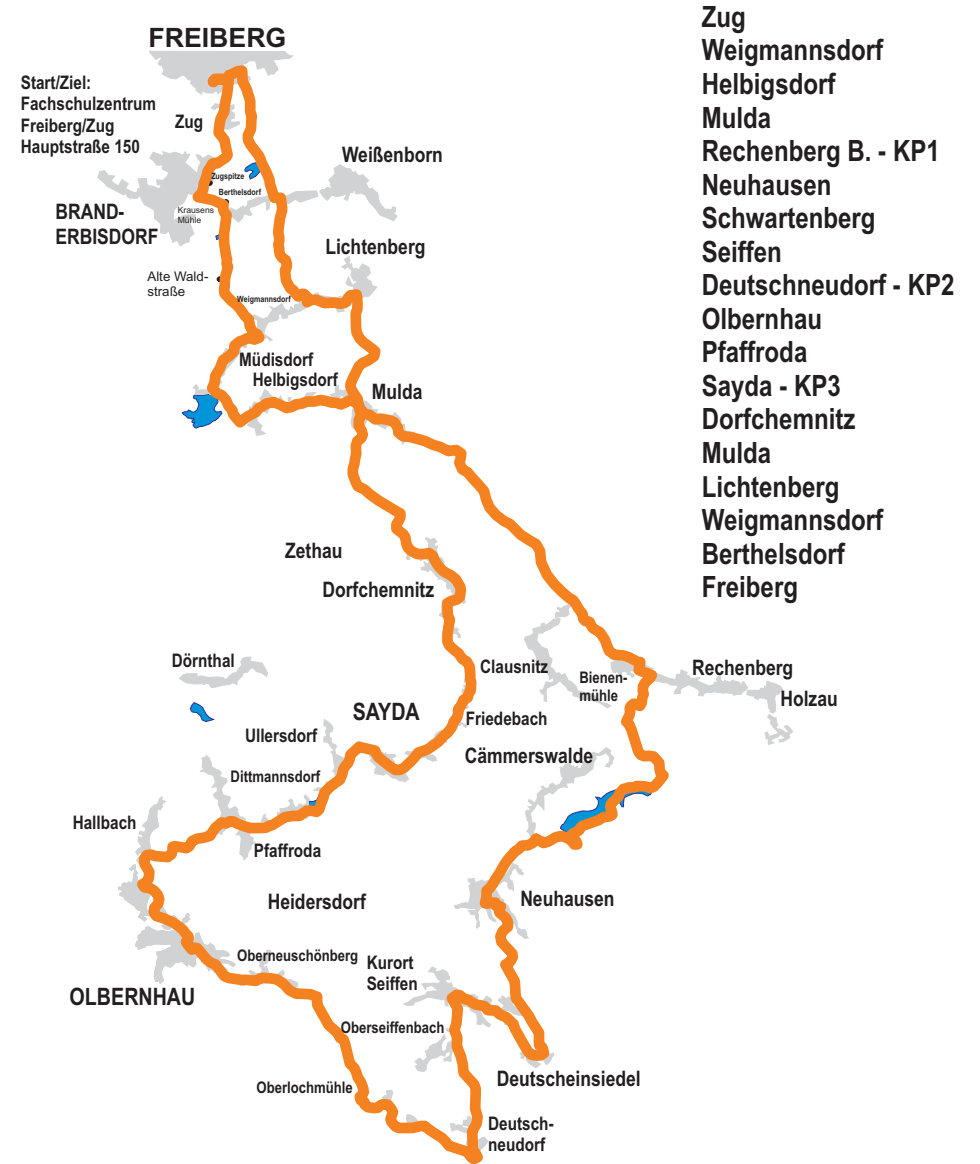 FREIBERG
Start/Ziel:
Fachschulzentrum
Freiberg/Zug
Hauptstraße 150
Zug
Zugspitze
Berthelsdorf
Weißenborn
BRAND-
ERBISDORF
Krausens
Mühle
Lichtenberg
Alte Wald-
straße
Weigmannsdorf
Müdisdorf
Helbigsdorf
Mulda
Zethau
Dorfchemnitz
Dörnthal
Clausnitz
Bienen-
mühle
Rechenberg
Holzau
SAYDA
Friedebach
Ullersdorf
Cämmerswalde
Dittmannsdorf
Hallbach
Pfaffroda
Heidersdorf
Neuhausen
Oberneuschönberg
Kurort
Seiffen
OLBERNHAU
Oberseiffenbach
Deutscheinsiedel
Oberlochmühle
Deutsch-
neudorf
Zug
Weigmannsdorf
Helbigsdorf
Mulda
Rechenberg B. - KP1
Neuhausen
Schwartenberg
Seiffen
Deutschneudorf - KP2
Olbernhau
Pfaffroda
Sayda - KP3
Dorfchemnitz
Mulda
Lichtenberg
Weigmannsdorf
Berthelsdorf
Freiberg